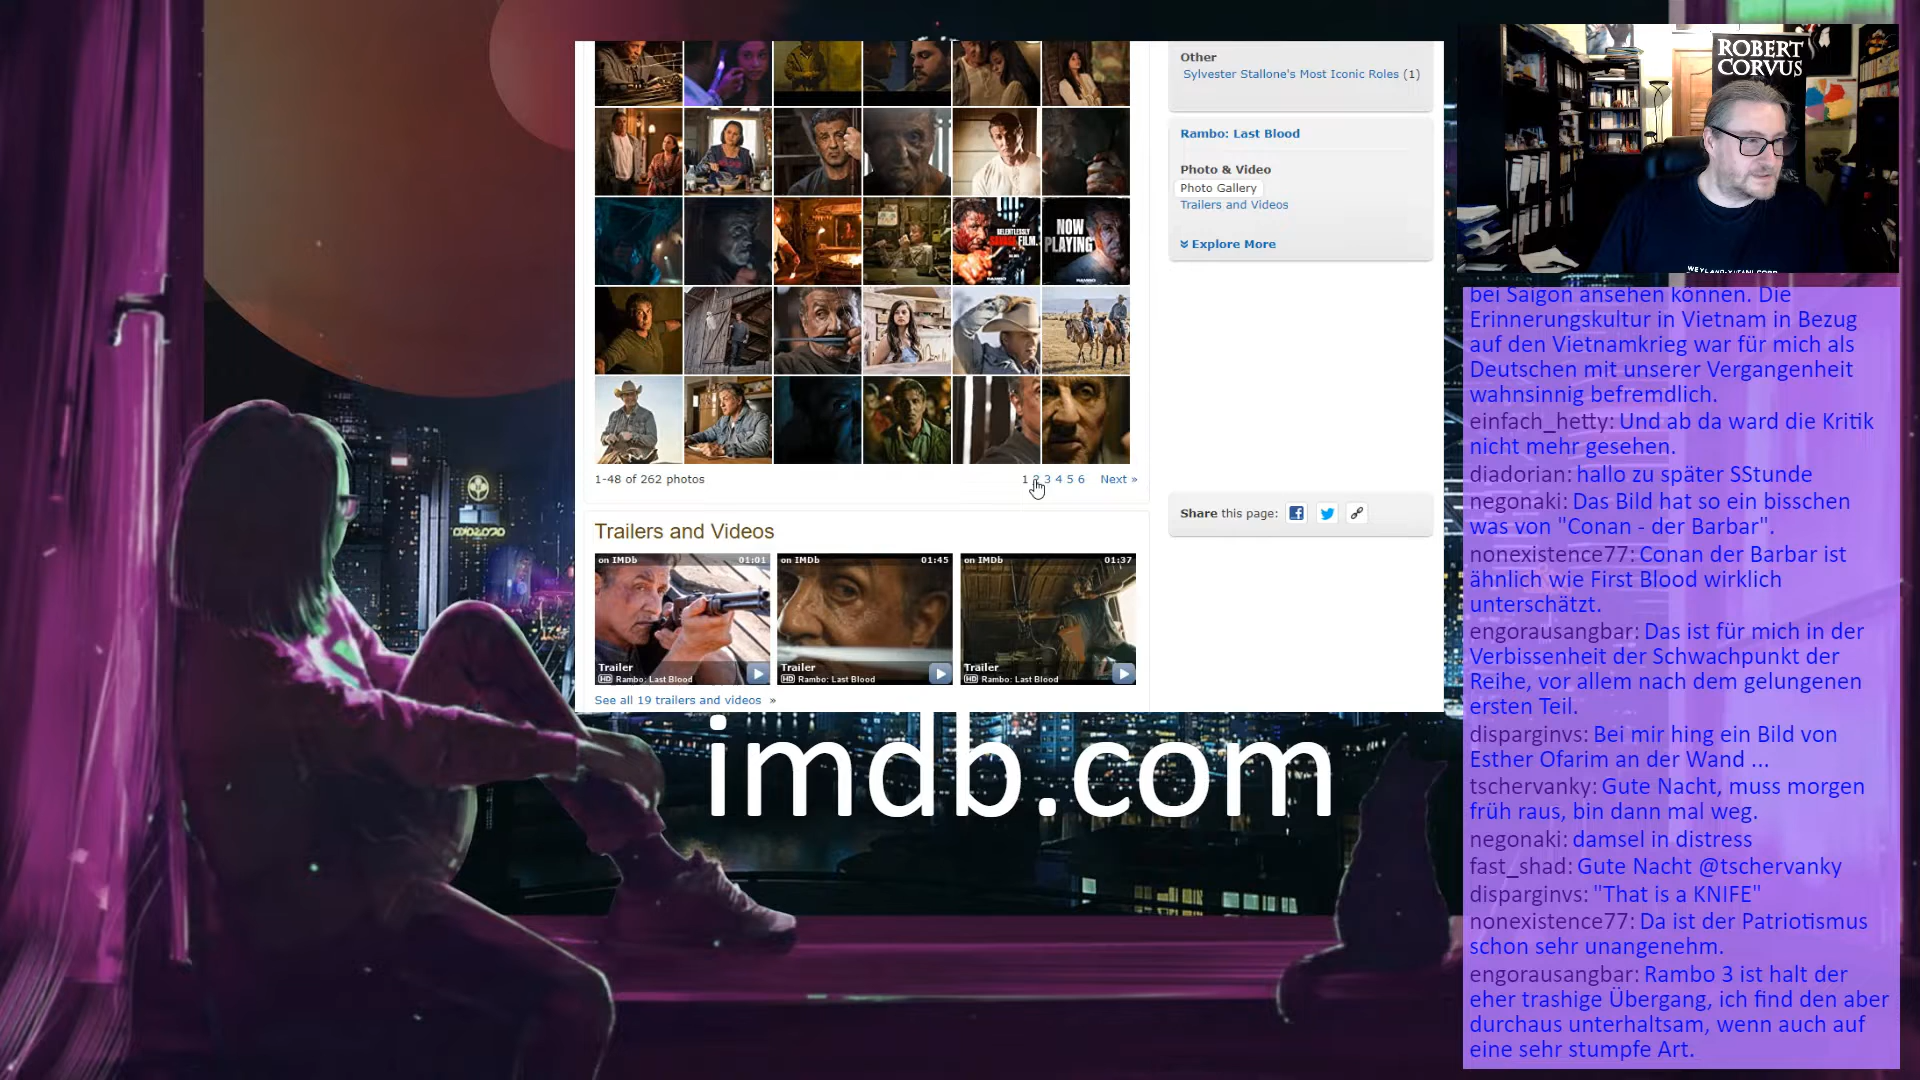 Other
Sylvester Stallone's Most Iconic Roles (1)
Rambo: Last Blood
Photo & Video
Photo Gallery
Trailers and Videos
Explore More
NOW
PLAYING
1-48 of 262 photos
1 2 3 4 5 6 Next »
Share this page:
Trailers and Videos
on IMDb 01:01
on IMDb 01:45
on IMDb 01:37
Trailer
HD Rambo: Last Blood
Trailer
HD Rambo: Last Blood
Trailer
HD Rambo: Last Blood
See all 19 trailers and videos »
imdb.com
ROBERT
CORVUS
WEYLAND-YUTANI CORP
bei Saigon ansehen können. Die
Erinnerungskultur in Vietnam in Bezug
auf den Vietnamkrieg war für mich als
Deutschen mit unserer Vergangenheit
wahnsinnig befremdlich.
einfach_hetty: Und ab da ward die Kritik
nicht mehr gesehen.
diadorian: hallo zu später SStunde
negonaki: Das Bild hat so ein bisschen
was von "Conan - der Barbar".
nonexistence77: Conan der Barbar ist
ähnlich wie First Blood wirklich
unterschätzt.
engorausangbar: Das ist für mich in der
Verbissenheit der Schwachpunkt der
Reihe, vor allem nach dem gelungenen
ersten Teil.
disparginvs: Bei mir hing ein Bild von
Esther Ofarim an der Wand ...
tschervanky: Gute Nacht, muss morgen
früh raus, bin dann mal weg.
negonaki: damsel in distress
fast_shad: Gute Nacht @tschervanky
disparginvs: "That is a KNIFE"
nonexistence77: Da ist der Patriotismus
schon sehr unangenehm.
engorausangbar: Rambo 3 ist halt der
eher trashige Übergang, ich find den aber
durchaus unterhaltsam, wenn auch auf
eine sehr stumpfe Art.